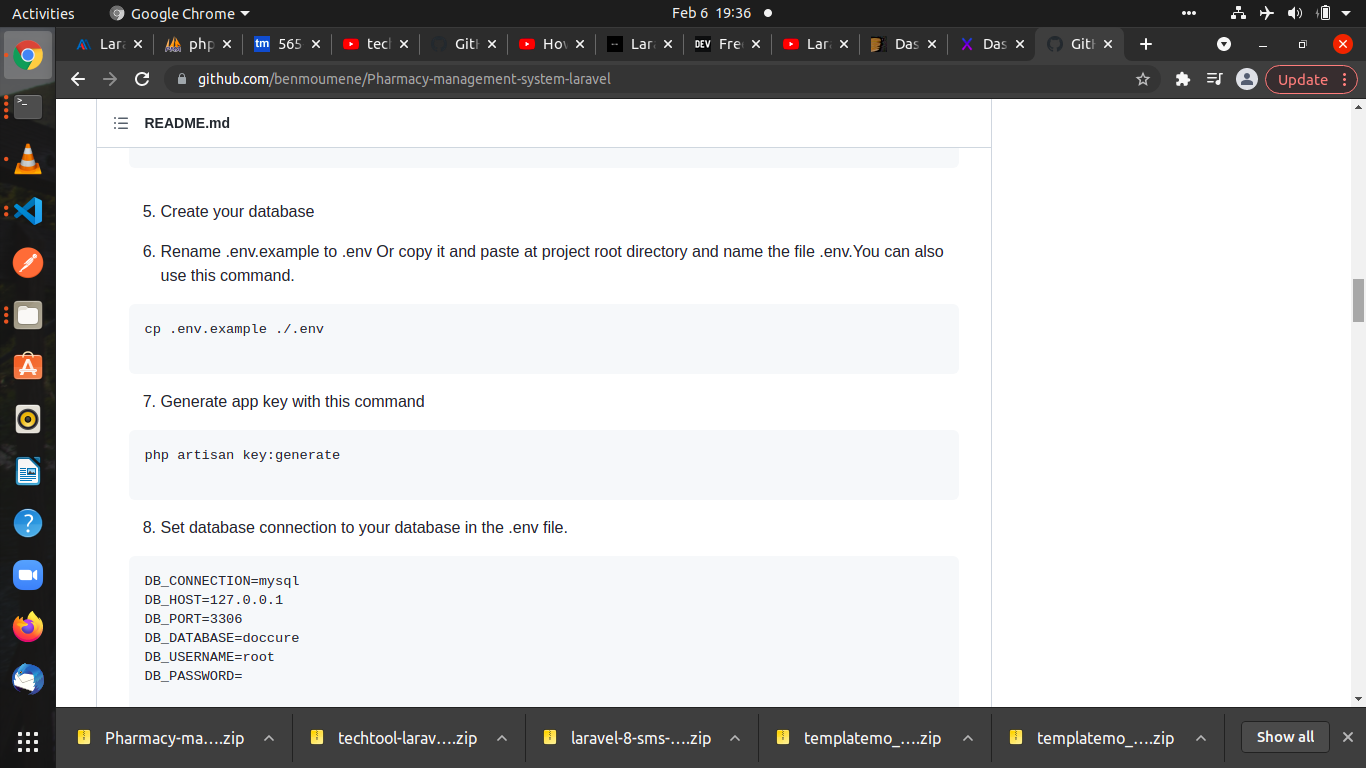 Activities
Google Chrome
Feb 6 19:36
Lara
php
565
tecl
GitH
How
Lara
DEV
Free
Lara
Das
Das
GitH
github.com/benmoumene/Pharmacy-management-system-laravel
Update
README.md
5. Create your database
6. Rename .env.example to .env Or copy it and paste at project root directory and name the file .env.You can also
use this command.
cp .env.example ./.env
7. Generate app key with this command
php artisan key:generate
8. Set database connection to your database in the .env file.
DB_CONNECTION=mysql
DB_HOST=127.0.0.1
DB_PORT=3306
DB_DATABASE=doccure
DB_USERNAME=root
DB_PASSWORD=
Pharmacy-ma....zip
techtool-larav....zip
laravel-8-sms-....zip
templatemo_....zip
templatemo_....zip
Show all